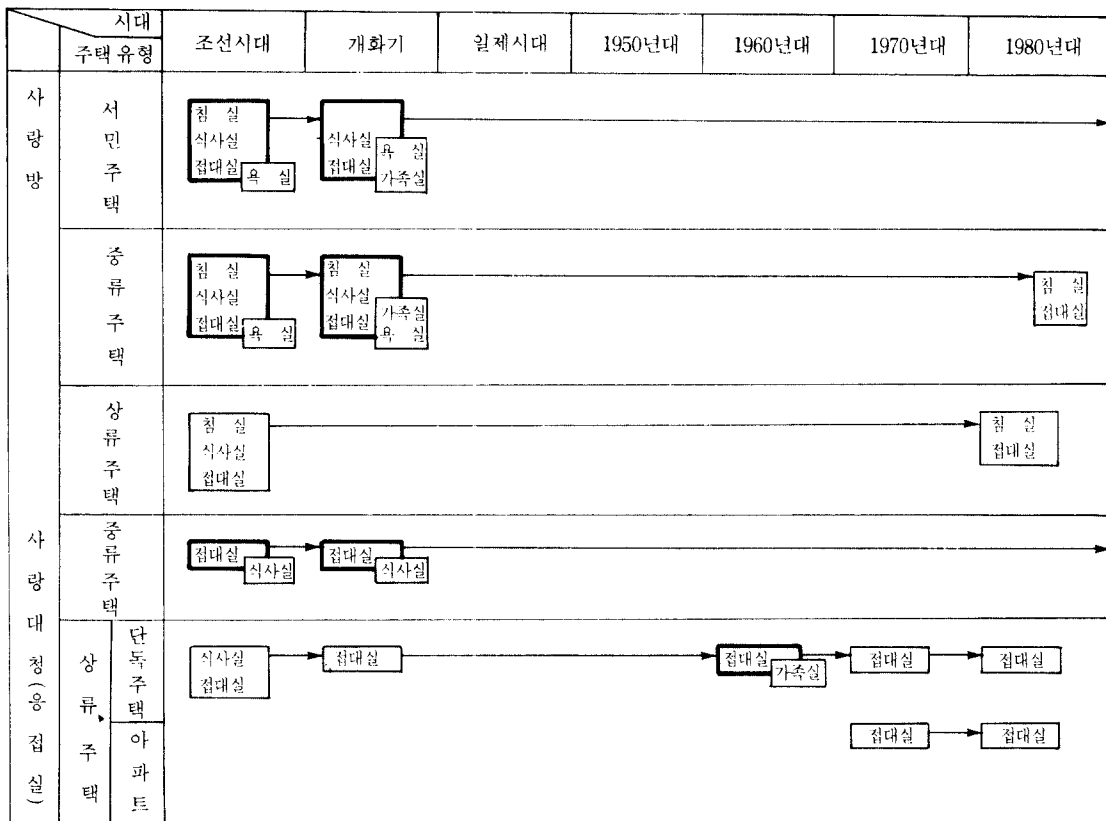 시대
주택 유형
조선시대
개화기
일제시대
1950년대
1960년대
1970년대
1980년대
사랑방
서민주택
침 실
식사실
접대실
욕 실
식사실
접대실
욕 실
가족실
중류주택
침 실
식사실
접대실
욕 실
침 실
식사실
접대실
가족실
욕 실
침 실
접대실
상류주택
침 실
식사실
접대실
침 실
접대실
사랑대청(응접실)
중류주택
접대실
식사실
접대실
식사실
상류주택
단독주택
식사실
접대실
접대실
접대실
가족실
접대실
접대실
아파트
접대실
접대실